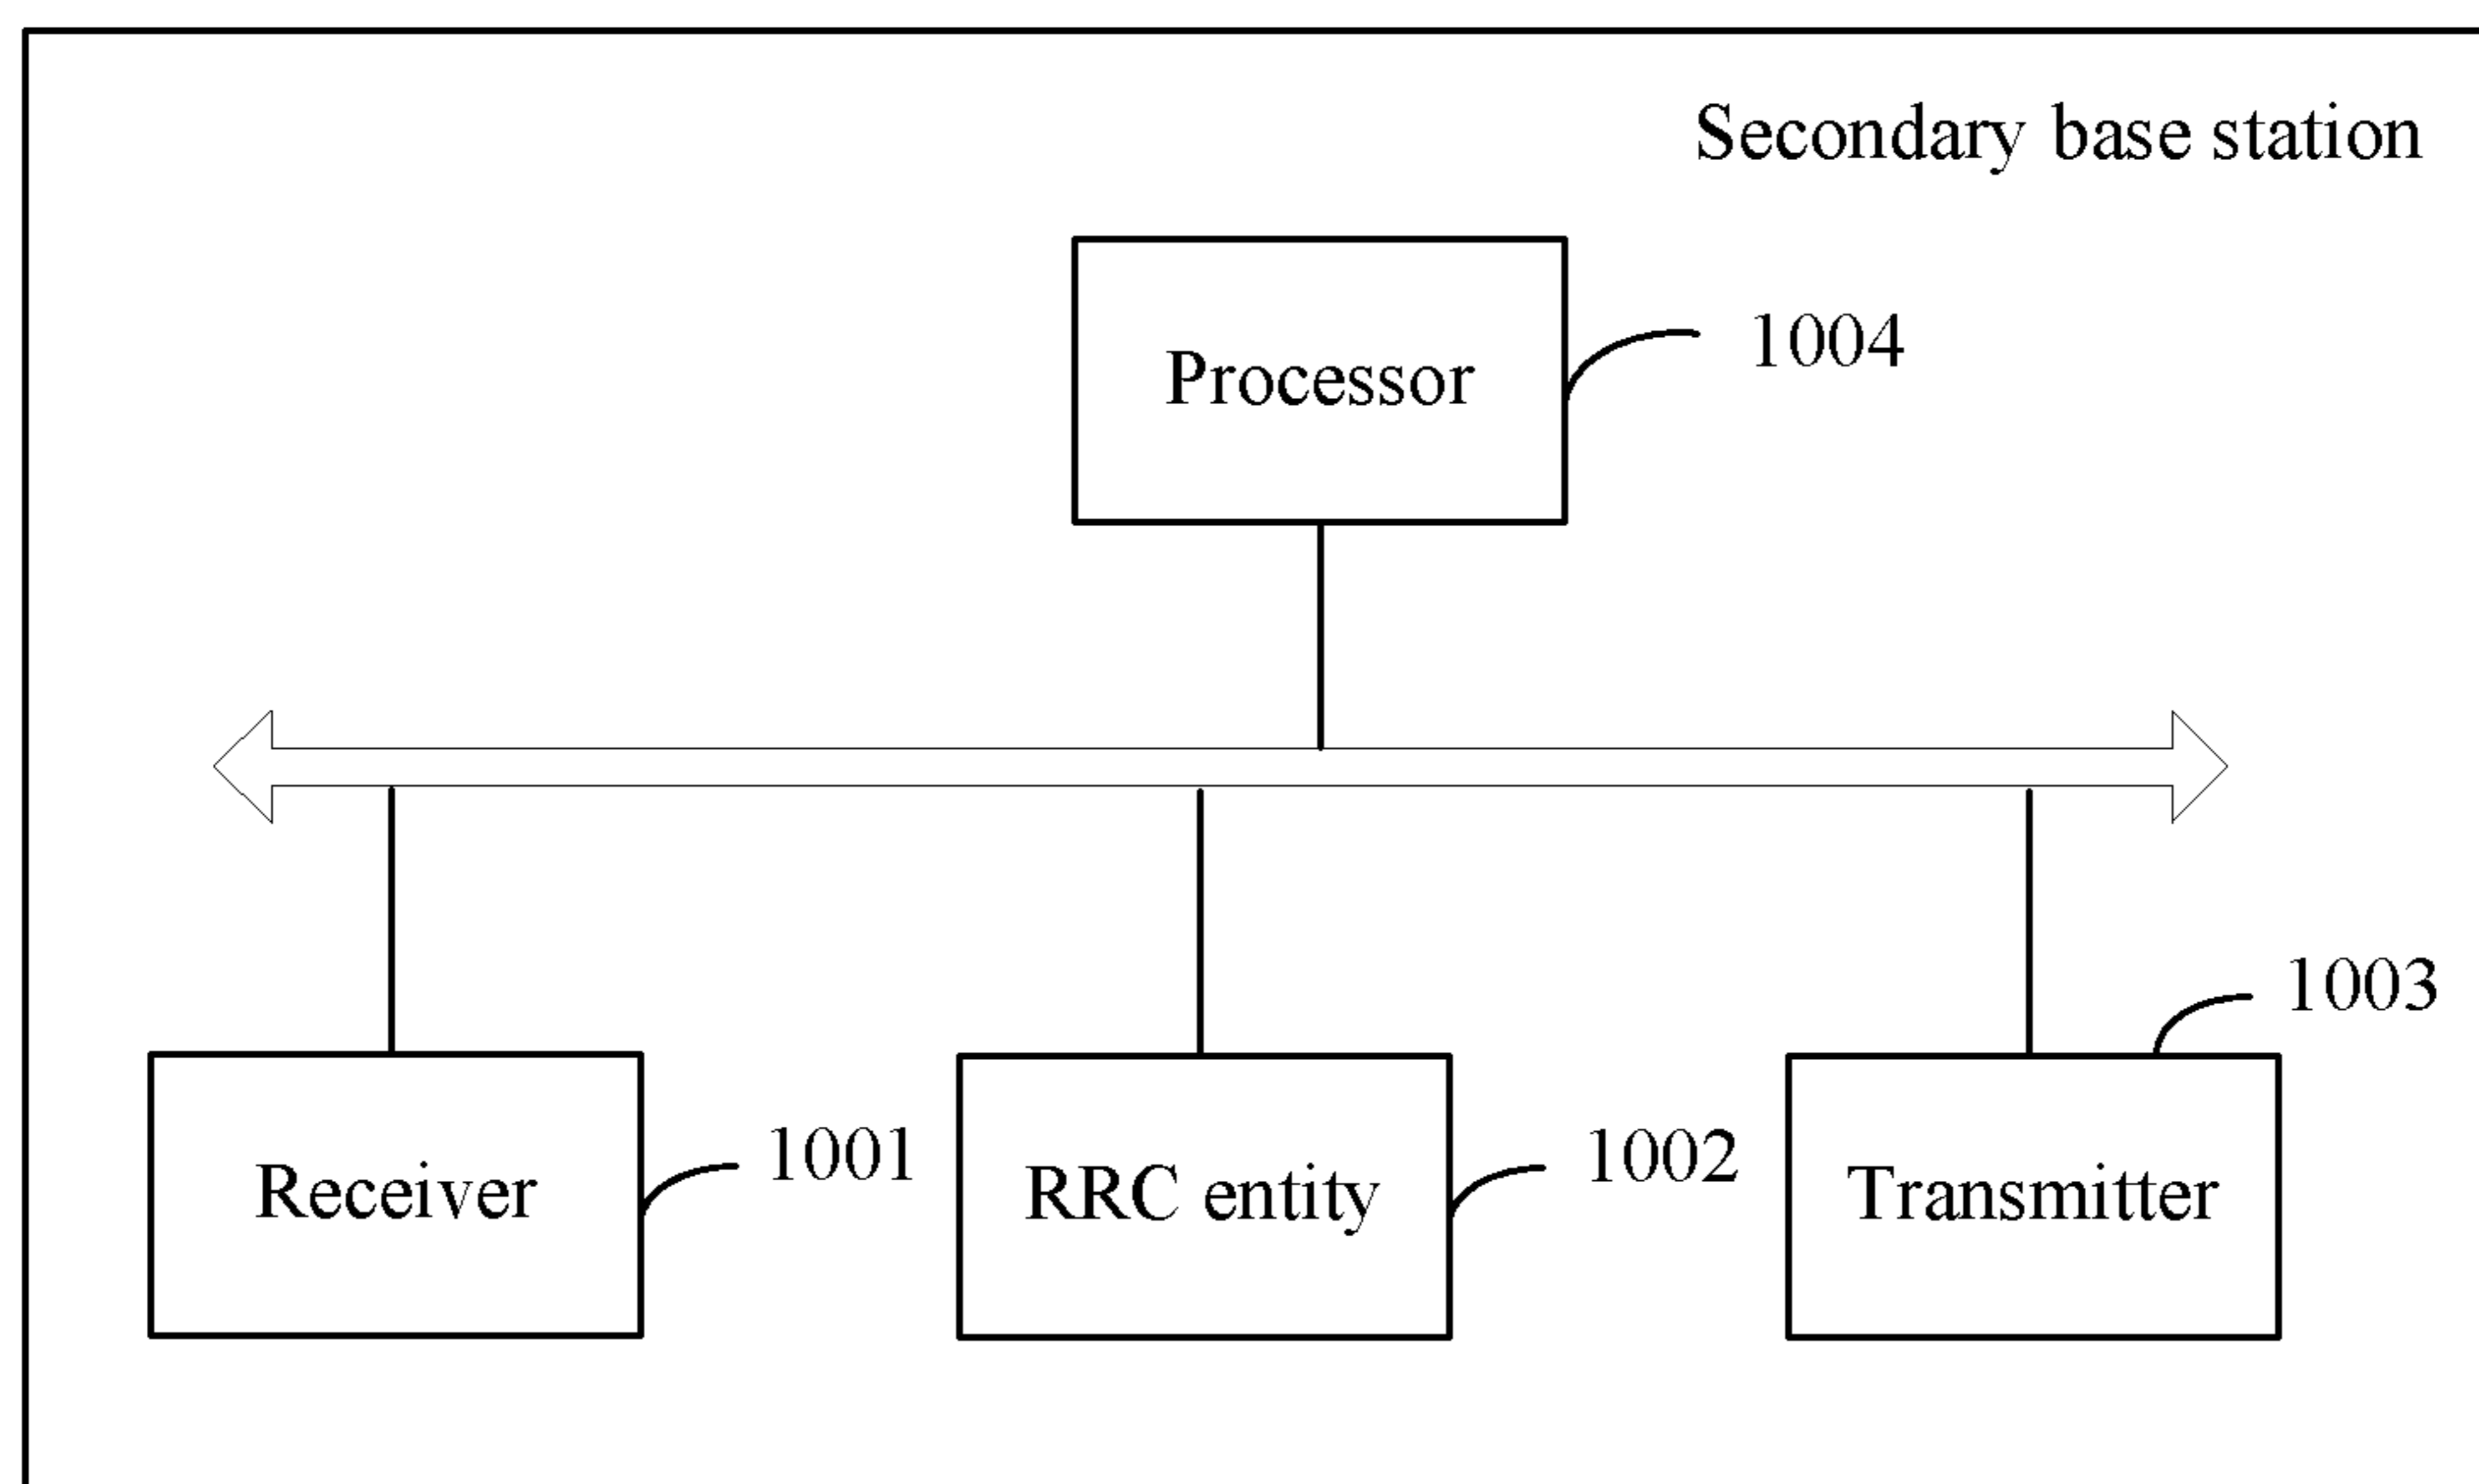 Secondary base station
Processor
1004
1003
Receiver
1001
RRC entity
1002
Transmitter